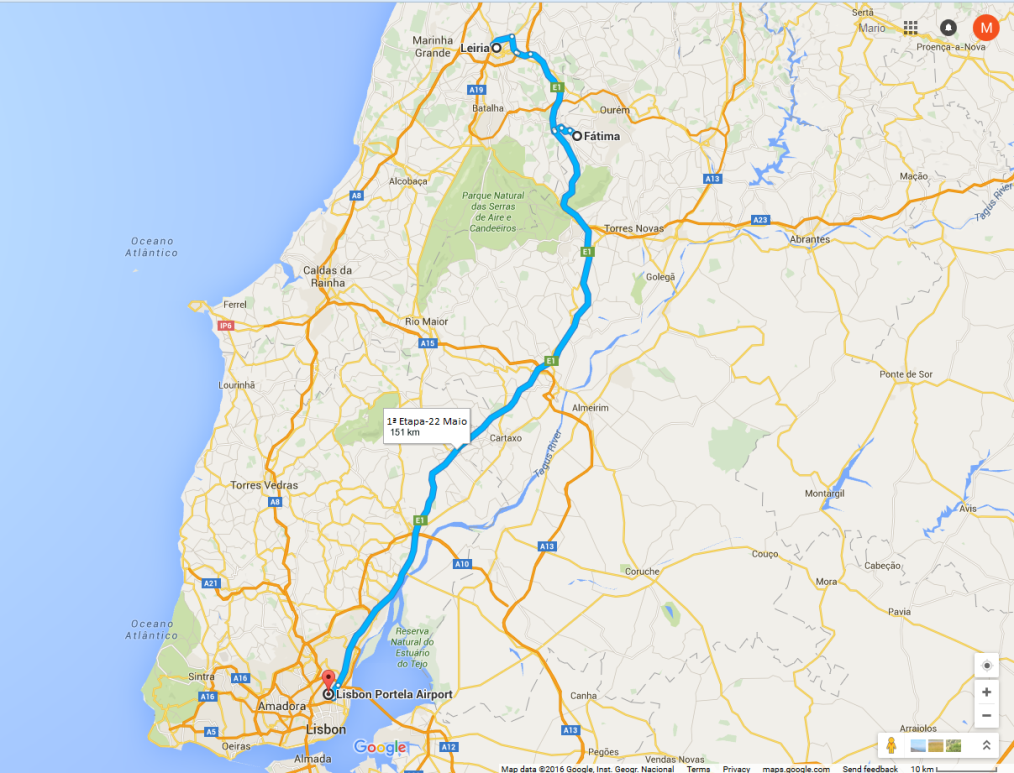 Sertã
Mario
M
Marinha
Grande
Leiria
Proença-a-Nova
A19
E1
Batalha
Ourém
Fátima
A13
Mação
Alcobaça
A8
Parque Natural
das Serras
de Aire e
Candeeiros
Tagus River
A23
Torres Novas
Abrantes
Oceano
Atlântico
E1
Caldas da
Rainha
Golegã
Ferrel
IP6
Rio Maior
A15
E1
Lourinhã
Ponte de Sor
1ª Etapa-22 Maio
151 km
Almeirim
Cartaxo
Tagus River
Torres Vedras
A8
Montargil
Avis
E1
A13
Couço
A10
Cabeção
Coruche
A21
Mora
Pavia
Oceano
Atlântico
Reserva
Natural do
Estuário
do Tejo
Sintra
A16
A16
Lisbon Portela Airport
Canha
Amadora
A5
Lisbon
A13
Arraiolos
Oeiras
Google
A12
Pegões
Almada
Vendas Novas
Map data ©2016 Google, Inst. Geogr. Nacional Terms Privacy maps.google.com Send feedback 10 km